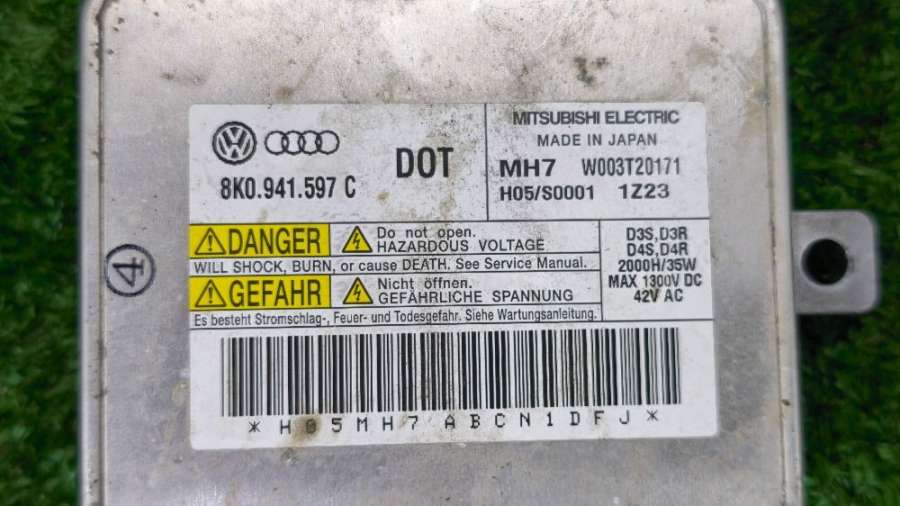 MITSUBISHI ELECTRIC
MADE IN JAPAN
DOT
MH7 W003T20171
8K0.941.597 C
H05/S0001 1Z23
DANGER
Do not open.
HAZARDOUS VOLTAGE
WILL SHOCK, BURN, or cause DEATH. See Service Manual.
GEFAHR
Nicht öffnen.
GEFÄHRLICHE SPANNUNG
Es besteht Stromschlag-, Feuer- und Todesgefahr. Siehe Wartungsanleitung.
D3S,D3R
D4S,D4R
2000H/35W
MAX 1300V DC
42V AC
4
*H05MH7ABCN1DFJ*